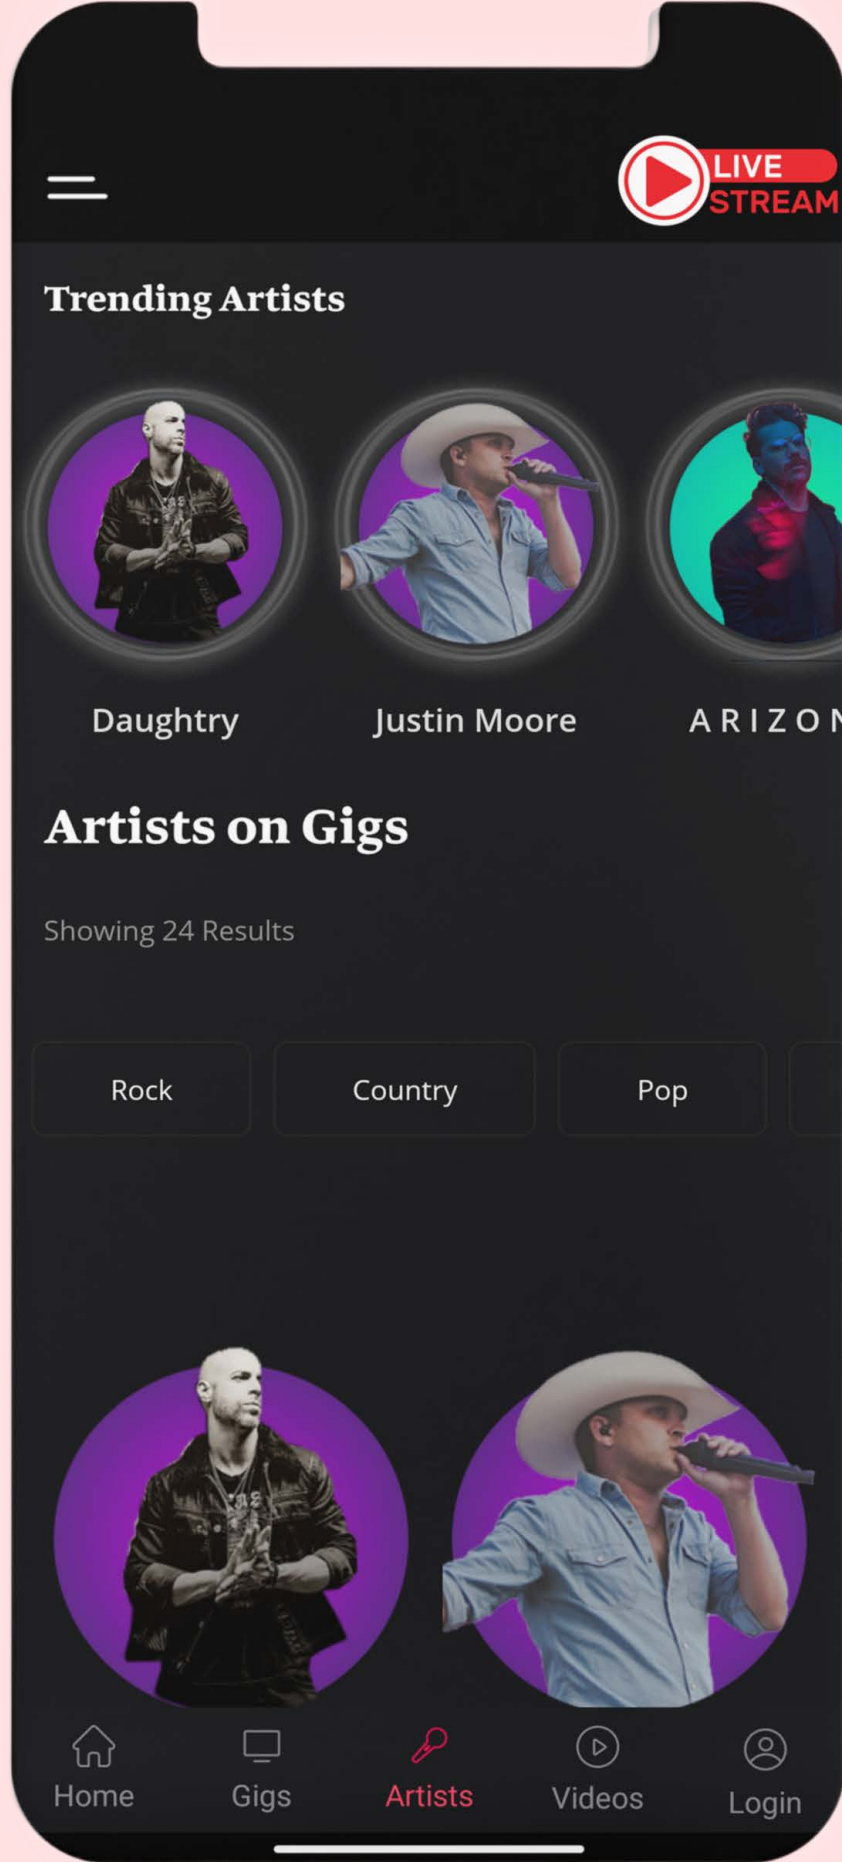 LIVE
STREAM
Trending Artists
Daughtry
Justin Moore
A R I Z O N
Artists on Gigs
Showing 24 Results
Rock
Country
Pop
Home
Gigs
Artists
Videos
Login